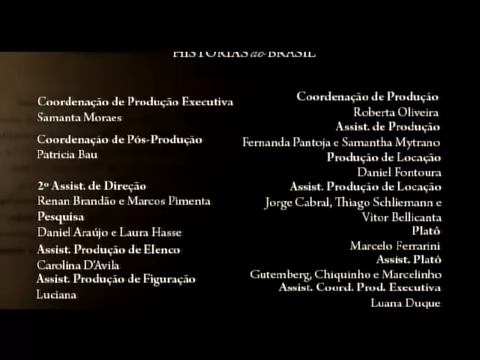 HISTÓRIAS do BRASIL
Coordenação de Produção Executiva
Samanta Moraes
Coordenação de Pós-Produção
Patrícia Bau
2º Assist. de Direção
Renan Brandão e Marcos Pimenta
Pesquisa
Daniel Araújo e Laura Hasse
Assist. Produção de Elenco
Carolina D'Avila
Assist. Produção de Figuração
Luciana
Coordenação de Produção
Roberta Oliveira
Assist. de Produção
Fernanda Pantoja e Samantha Mytrano
Produção de Locação
Daniel Fontoura
Assist. Produção de Locação
Jorge Cabral, Thiago Schliemann e
Vitor Bellicanta
Platô
Marcelo Ferrarini
Assist. Platô
Gutemberg, Chiquinho e Marcelinho
Assist. Coord. Prod. Executiva
Luana Duque